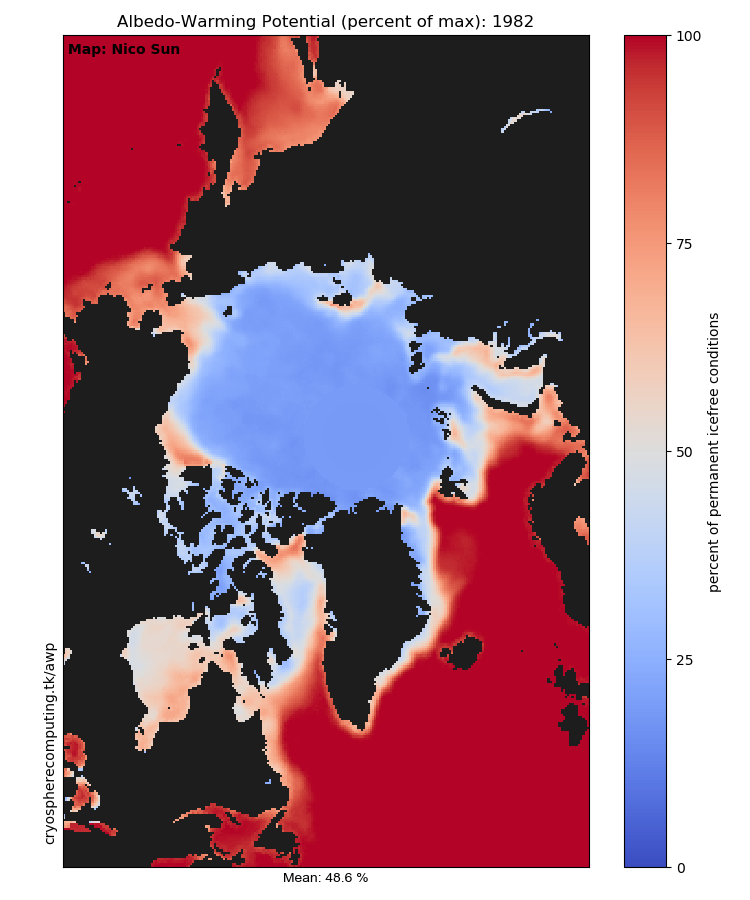 Albedo-Warming Potential (percent of max): 1982
Map: Nico Sun
cryospherecomputing.tk/awp
Mean: 48.6 %
100
75
50
25
0
percent of permanent icefree conditions